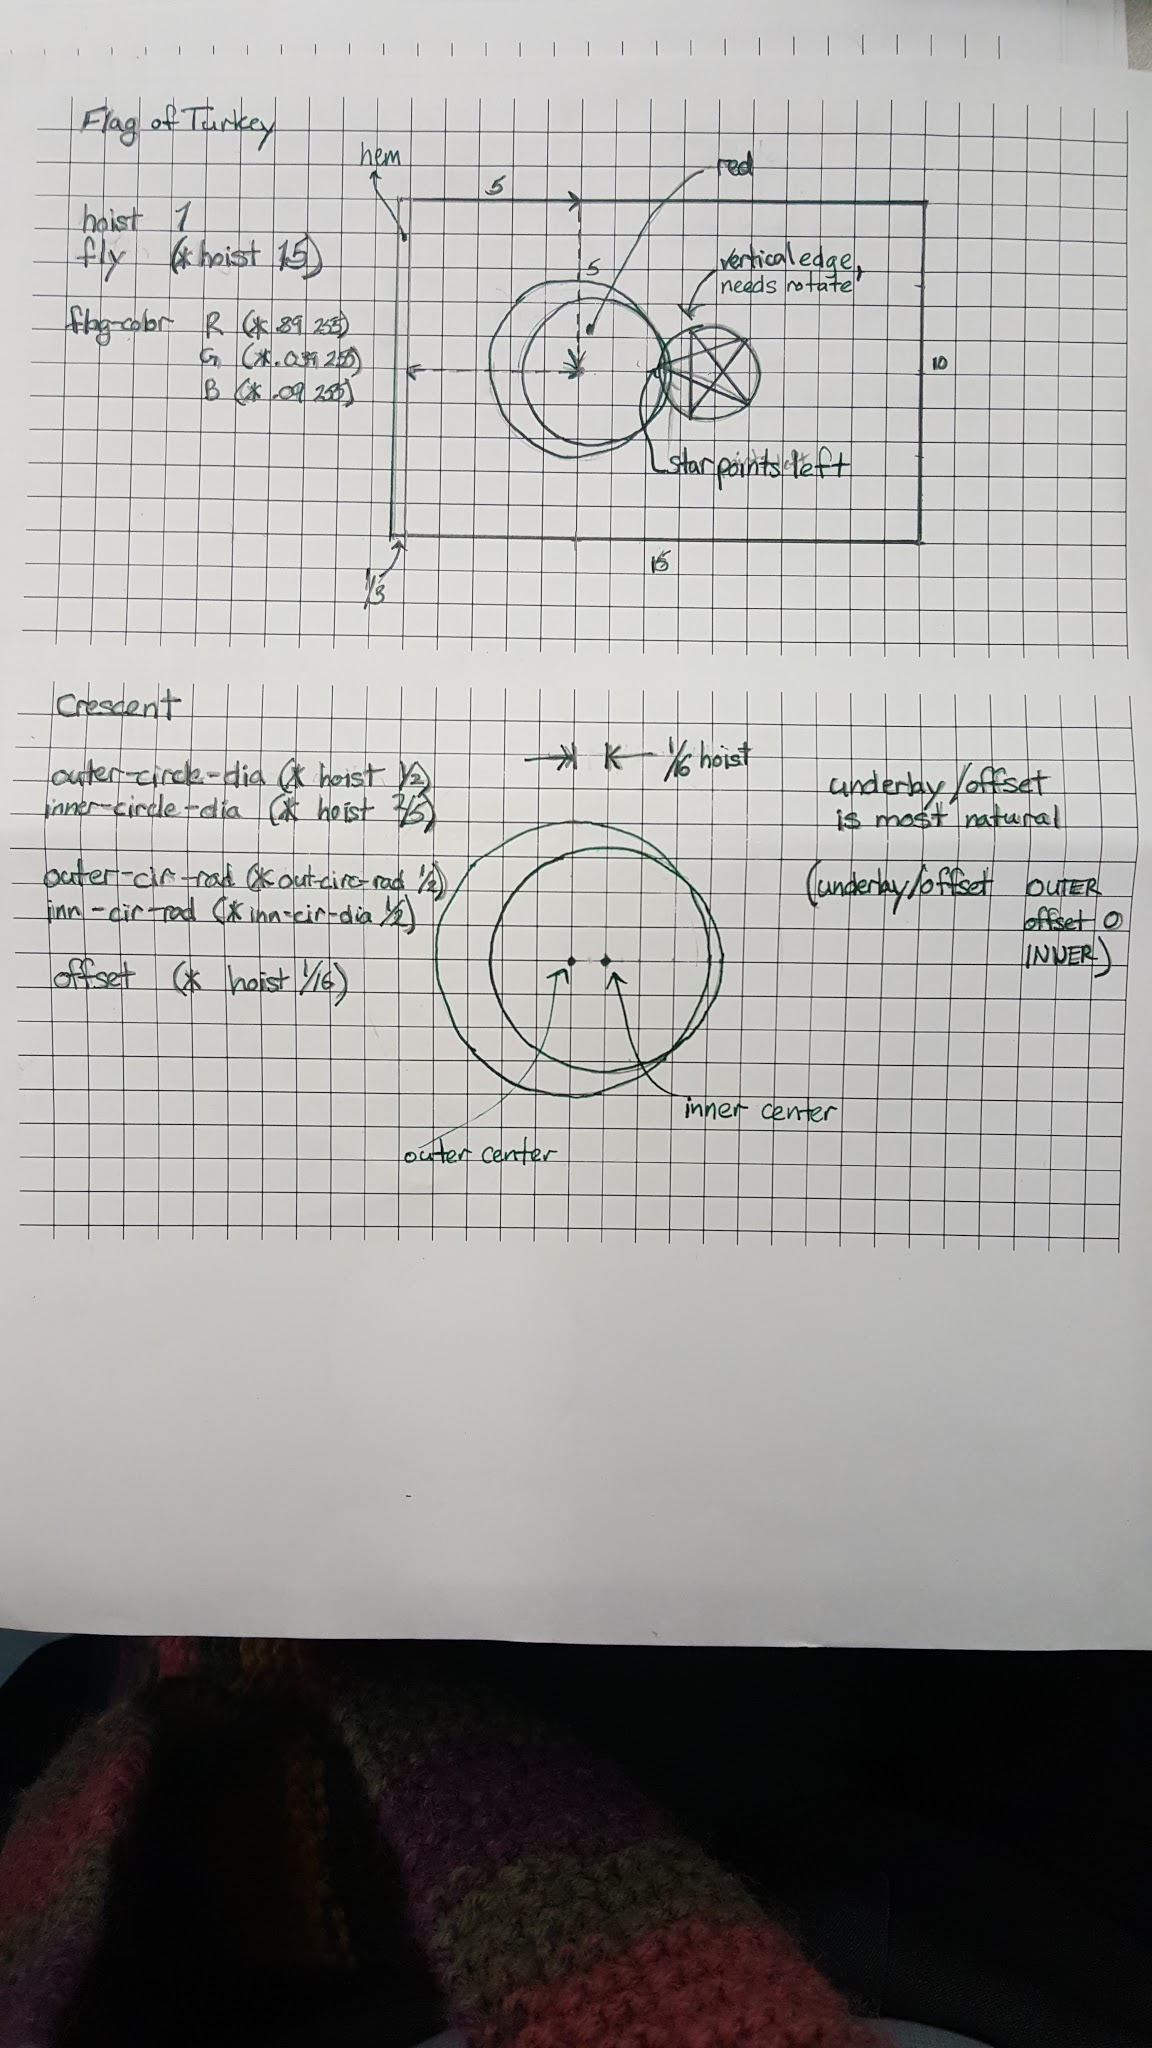 Flag of Turkey
hem
5
red
hoist 1
fly (* hoist 1.5)
vertical edge,
needs rotate
5
flag-color R (* .89 255)
G (* .039 255)
B (* .09 255)
10
star points left
15
1/3
Crescent
1/16 hoist
outer-circle-dia (* hoist 1/2)
inner-circle-dia (* hoist 2/5)
underlay/offset
is most natural
outer-cir-rad (* out-circ-rad 1/2)
inn-cir-rad (* inn-cir-dia 1/2)
(underlay/offset OUTER
offset 0
INNER)
offset (* hoist 1/16)
inner center
outer center